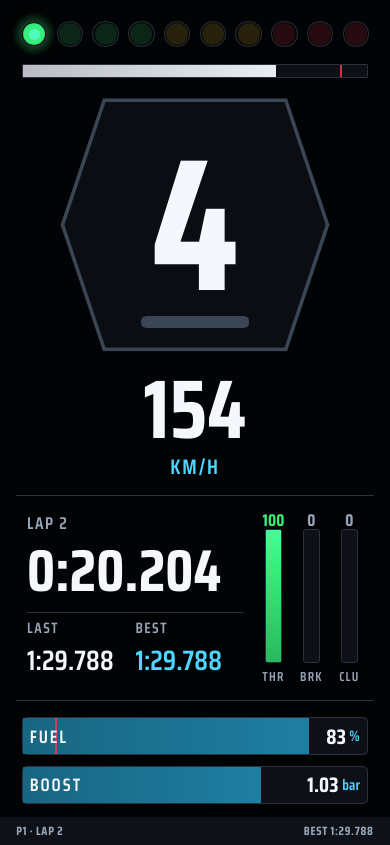 4
154
KM/H
LAP 2
0:20.204
LAST BEST
1:29.788 1:29.788
100 0 0
THR BRK CLU
FUEL 83 %
BOOST 1.03 bar
P1 · LAP 2 BEST 1:29.788